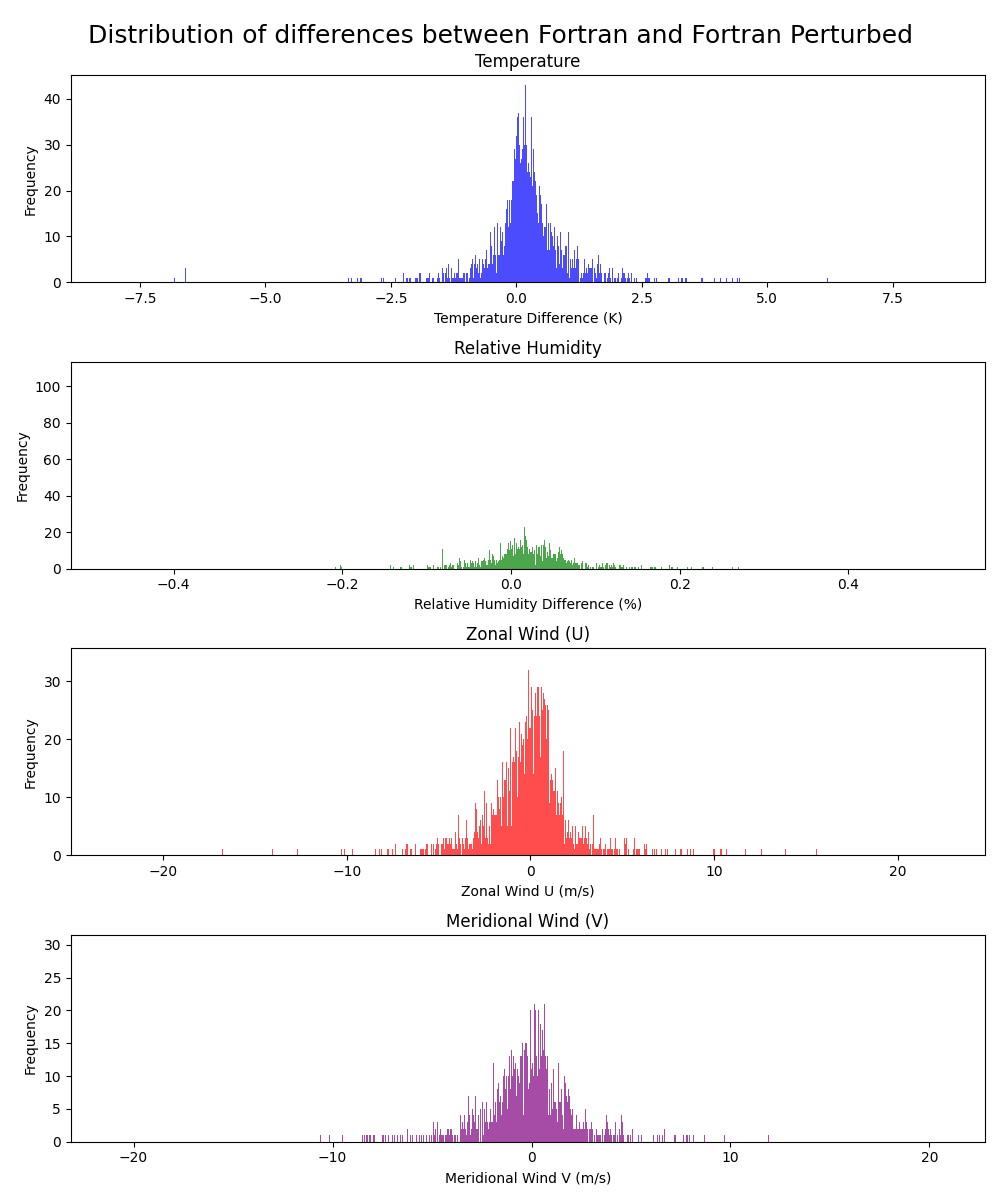 Distribution of differences between Fortran and Fortran Perturbed
Temperature
40
30
20
10
0
Frequency
−7.5 −5.0 −2.5 0.0 2.5 5.0 7.5
Temperature Difference (K)
Relative Humidity
100
80
60
40
20
0
Frequency
−0.4 −0.2 0.0 0.2 0.4
Relative Humidity Difference (%)
Zonal Wind (U)
30
20
10
0
Frequency
−20 −10 0 10 20
Zonal Wind U (m/s)
Meridional Wind (V)
30
25
20
15
10
5
0
Frequency
−20 −10 0 10 20
Meridional Wind V (m/s)